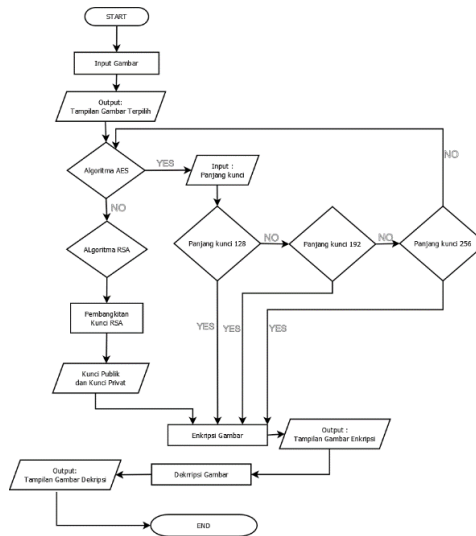 START
Input Gambar
Output:
Tampilan Gambar Terpilih
Algoritma AES
YES
Input :
Panjang kunci
NO
NO
ALgoritma RSA
Panjang kunci 128
NO
Panjang kunci 192
NO
Panjang kunci 256
Pembangkitan
Kunci RSA
YES
YES
YES
Kunci Publik
dan Kunci Privat
Enkripsi Gambar
Output :
Tampilan Gambar Enkripsi
Output:
Tampilan Gambar Dekripsi
Dekrripsi Gambar
END